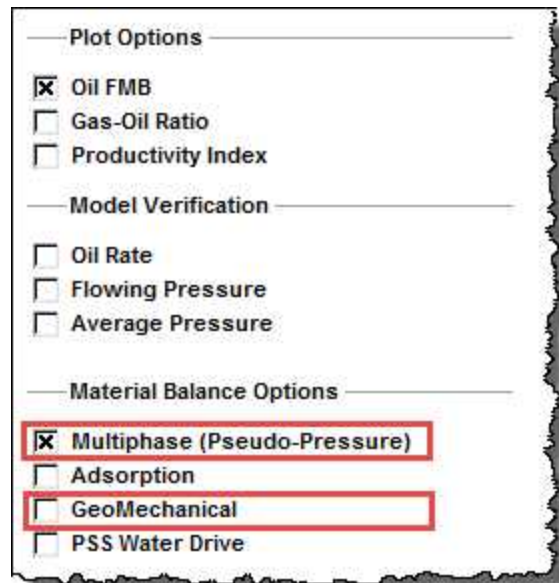 Plot Options
Oil FMB
Gas-Oil Ratio
Productivity Index
Model Verification
Oil Rate
Flowing Pressure
Average Pressure
Material Balance Options
Multiphase (Pseudo-Pressure)
Adsorption
GeoMechanical
PSS Water Drive